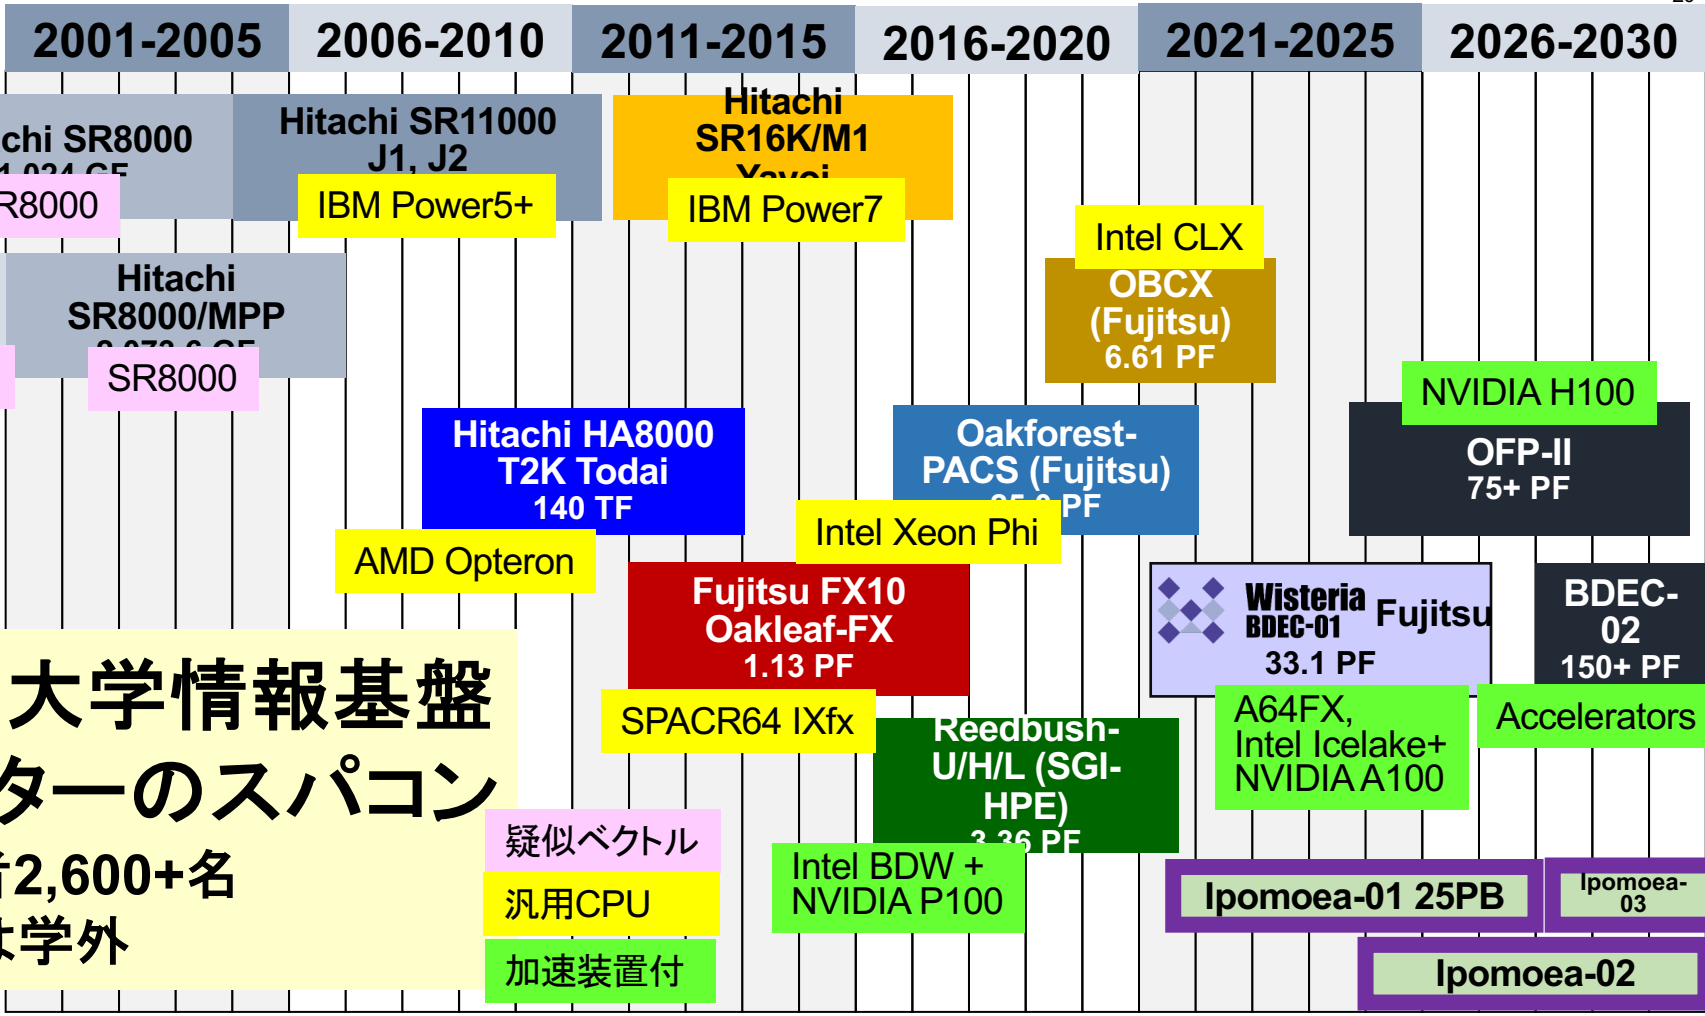 2001-2005 2006-2010 2011-2015 2016-2020 2021-2025 2026-2030
chi SR8000
R8000
Hitachi SR11000
J1, J2
IBM Power5+
Hitachi
SR16K/M1
Yayoi
IBM Power7
Hitachi
SR8000/MPP
SR8000
Intel CLX
OBCX
(Fujitsu)
6.61 PF
Hitachi HA8000
T2K Todai
140 TF
AMD Opteron
Oakforest-
PACS (Fujitsu)
PF
Intel Xeon Phi
NVIDIA H100
OFP-II
75+ PF
Fujitsu FX10
Oakleaf-FX
1.13 PF
SPACR64 IXfx
Wisteria
BDEC-01
Fujitsu
33.1 PF
A64FX,
Intel Icelake+
NVIDIA A100
BDEC-
02
150+ PF
Accelerators
Reedbush-
U/H/L (SGI-
HPE)
3.36 PF
Intel BDW +
NVIDIA P100
大学情報基盤
ターのスパコン
者2,600+名
は学外
疑似ベクトル
汎用CPU
加速装置付
Ipomoea-01 25PB
Ipomoea-
03
Ipomoea-02